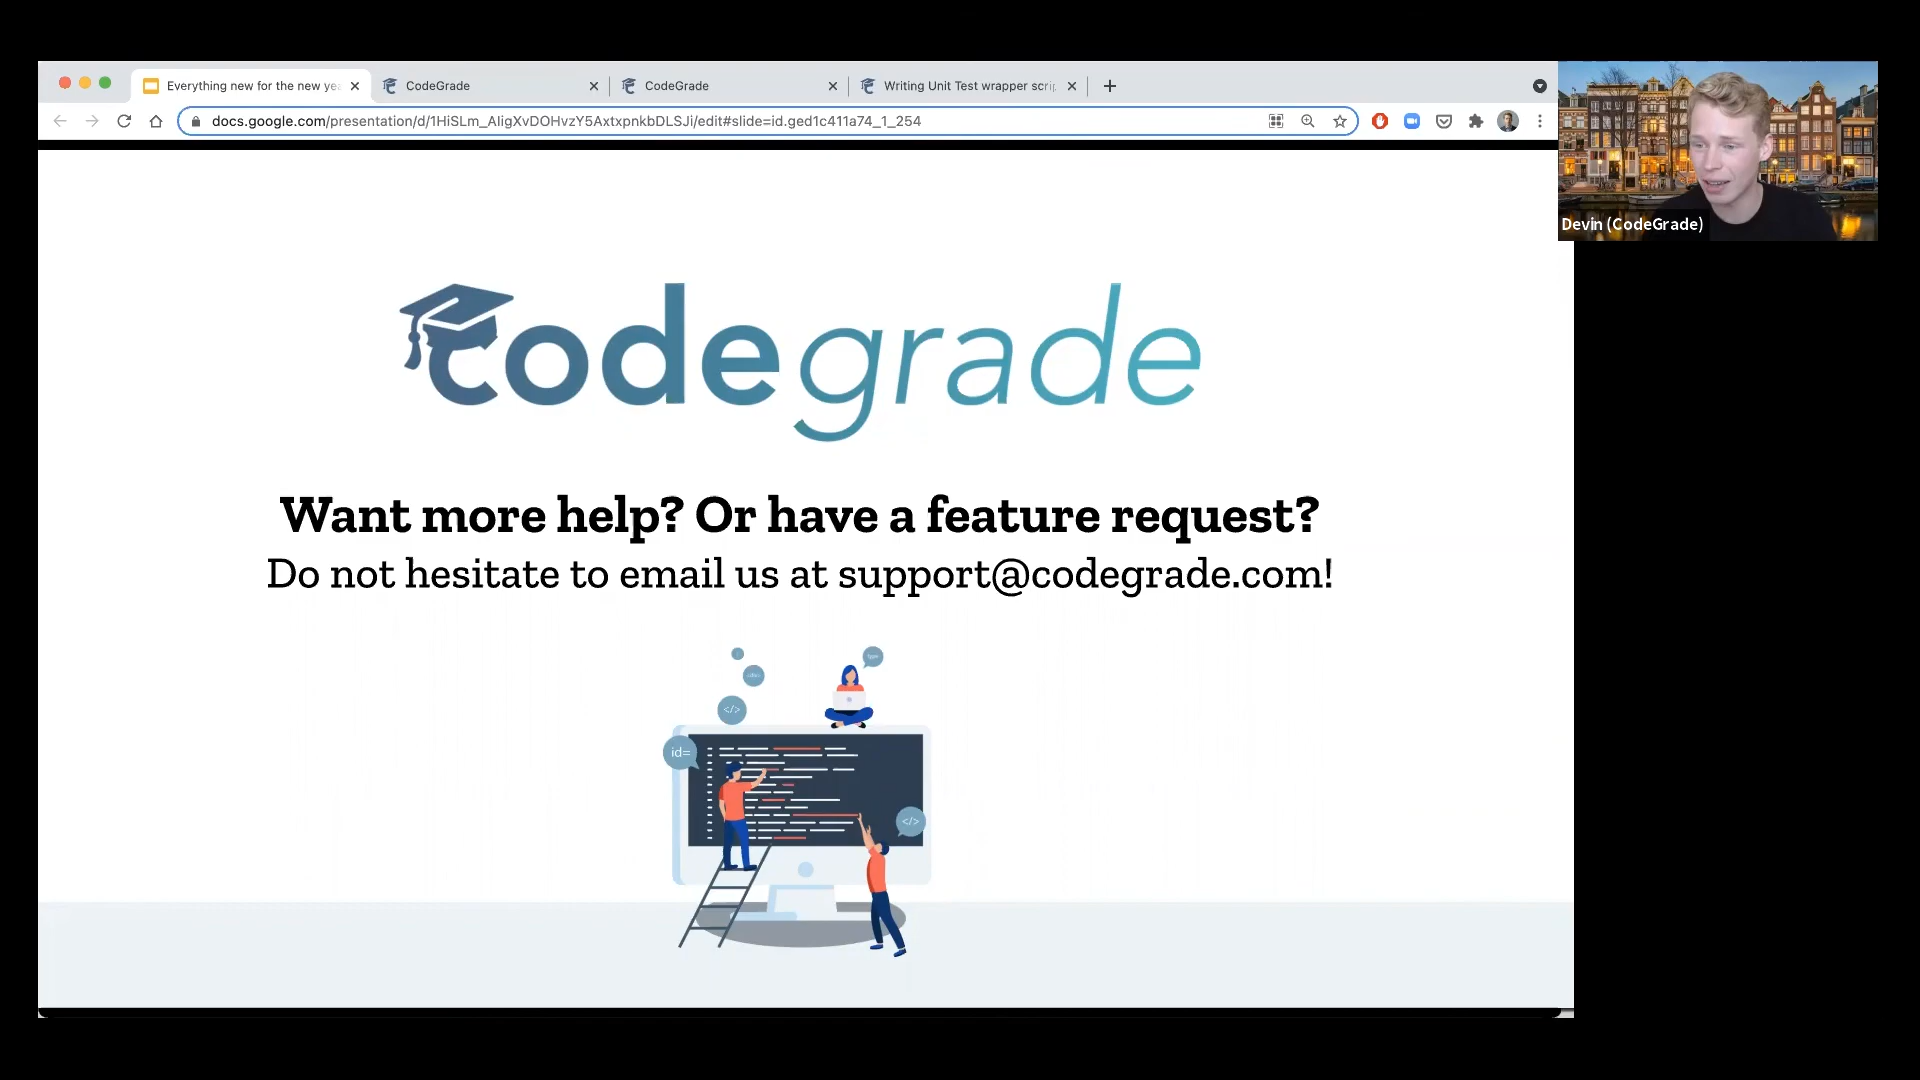 Everything new for the new yea
CodeGrade
CodeGrade
Writing Unit Test wrapper scrip
docs.google.com/presentation/d/1HiSLm_AligXvDOHvzY5AxtxpnkbDLSJi/edit#slide=id.ged1c411a74_1_254
Devin (CodeGrade)
codegrade
Want more help? Or have a feature request?
Do not hesitate to email us at support@codegrade.com!
</>
id=
</>